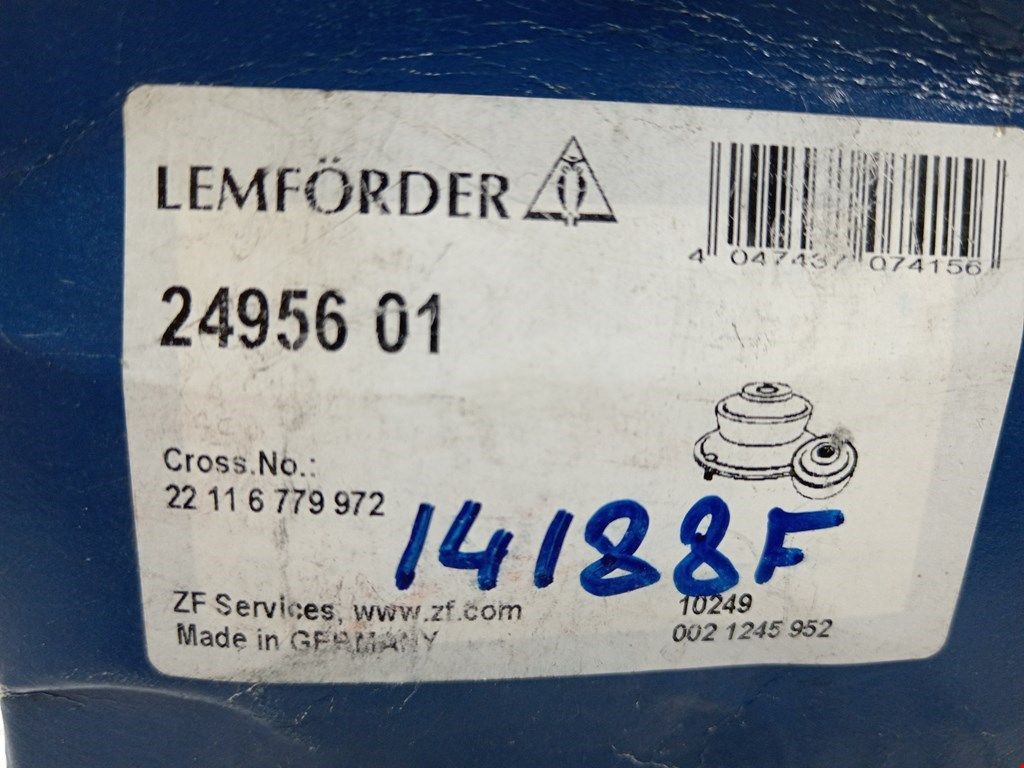 LEMFÖRDER
4 047437 074156
24956 01
Cross.No.:
22 11 6 779 972
14188F
ZF Services, www.zf.com
Made in GERMANY
10249
002 1245 952